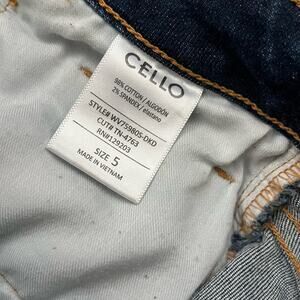 CELLO
98% COTTON / ALGODÓN
2% SPANDEX / elastano
STYLE# WV75980S-DKD
CUT# TN-4763
RN#129203
SIZE 5
MADE IN VIETNAM